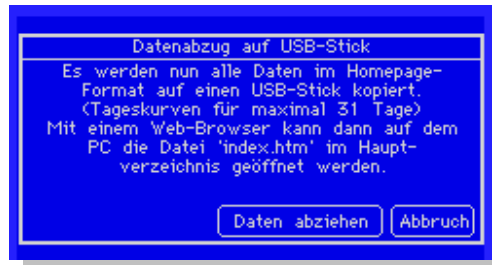 Datenabzug auf USB-Stick
Es werden nun alle Daten im Homepage-
Format auf einen USB-Stick kopiert.
(Tageskurven für maximal 31 Tage)
Mit einem Web-Browser kann dann auf dem
PC die Datei 'index.htm' im Haupt-
verzeichnis geöffnet werden.
Daten abziehen Abbruch